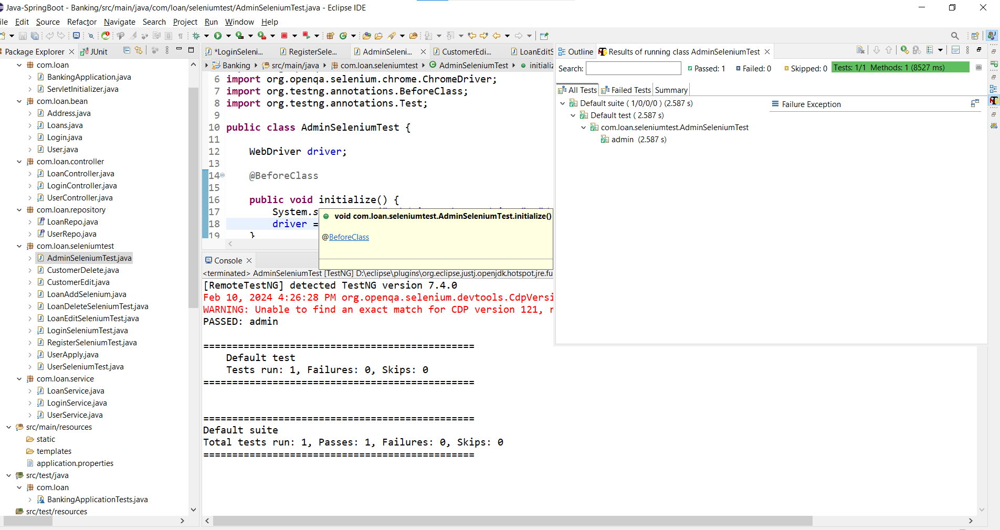 Java-SpringBoot - Banking/src/main/java/com/loan/seleniumtest/AdminSeleniumTest.java - Eclipse IDE
ile Edit Source Refactor Navigate Search Project Run Window Help
Package Explorer JUnit
com.loan
BankingApplication.java
ServletInitializer.java
com.loan.bean
Address.java
Loans.java
Login.java
User.java
com.loan.controller
LoanController.java
LoginController.java
UserController.java
com.loan.repository
LoanRepo.java
UserRepo.java
com.loan.seleniumtest
AdminSeleniumTest.java
CustomerDelete.java
CustomerEdit.java
LoanAddSelenium.java
LoanDeleteSeleniumTest.java
LoanEditSeleniumTest.java
LoginSeleniumTest.java
RegisterSeleniumTest.java
UserApply.java
UserSeleniumTest.java
com.loan.service
LoanService.java
LoginService.java
UserService.java
src/main/resources
static
templates
application.properties
src/test/java
com.loan
BankingApplicationTests.java
src/test/resources
*LoginSeleni... RegisterSele... AdminSeleni... CustomerEdi... LoanEditS
Banking src/main/java com.loan.seleniumtest AdminSeleniumTest initializ
6 import org.openqa.selenium.chrome.ChromeDriver;
7 import org.testng.annotations.BeforeClass;
8 import org.testng.annotations.Test;
9
10 public class AdminSeleniumTest {
11
12 WebDriver driver;
13
14 @BeforeClass
15
16 public void initialize() {
17 System.s
18 driver =
19 }
void com.loan.seleniumtest.AdminSeleniumTest.initialize()
@BeforeClass
Console
<terminated> AdminSeleniumTest [TestNG] D:\eclipse\plugins\org.eclipse.justj.openjdk.hotspot.jre.fu
[RemoteTestNG] detected TestNG version 7.4.0
Feb 10, 2024 4:26:28 PM org.openqa.selenium.devtools.CdpVersi
WARNING: Unable to find an exact match for CDP version 121, r
PASSED: admin
===============================================
Default test
Tests run: 1, Failures: 0, Skips: 0
===============================================
===============================================
Default suite
Total tests run: 1, Passes: 1, Failures: 0, Skips: 0
===============================================
Outline Results of running class AdminSeleniumTest
Search: Passed: 1 Failed: 0 Skipped: 0 Tests: 1/1 Methods: 1 (8527 ms)
All Tests Failed Tests Summary
Default suite ( 1/0/0/0 ) (2.587 s)
Default test ( 2.587 s)
com.loan.seleniumtest.AdminSeleniumTest
admin (2.587 s)
Failure Exception